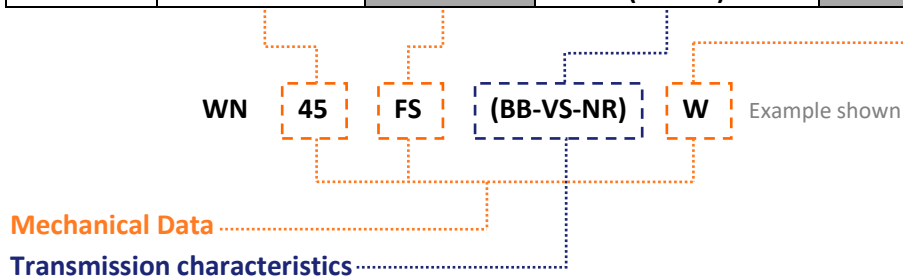 WN 45 FS (BB-VS-NR) W Example shown
Mechanical Data
Transmission characteristics